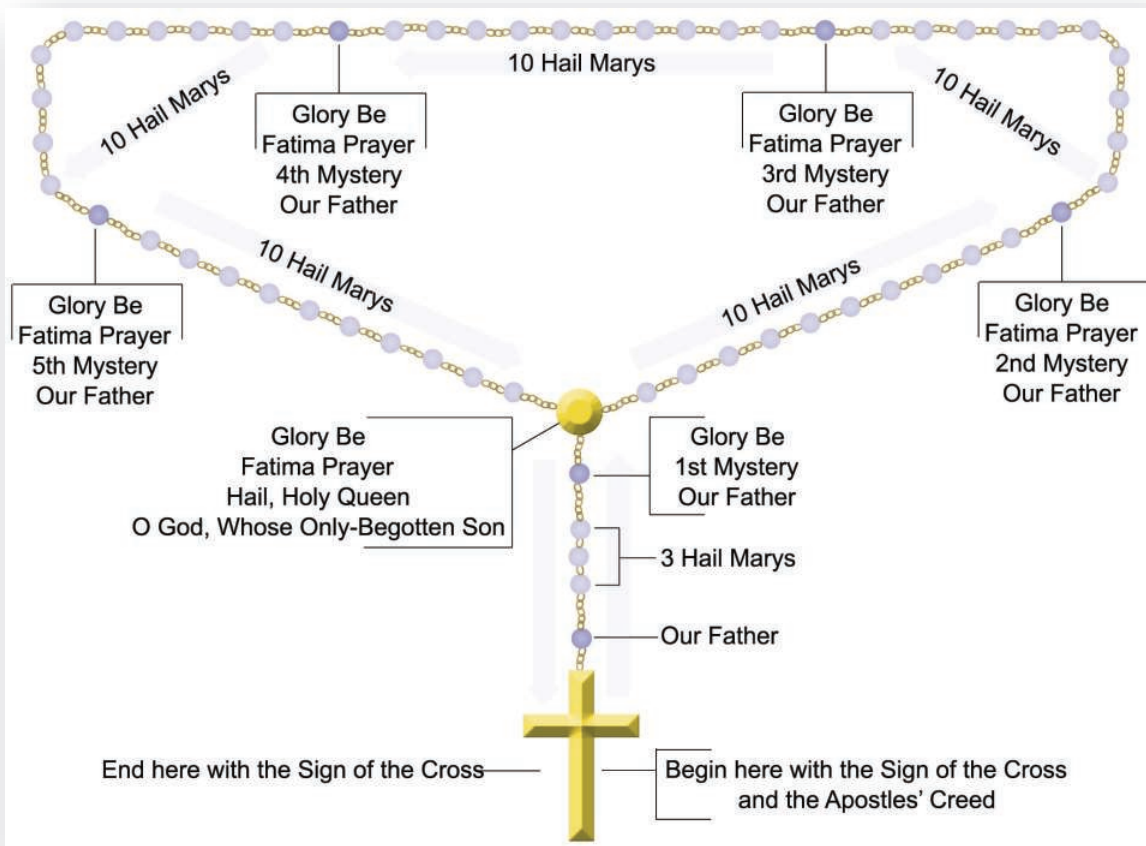 10 Hail Marys
Glory Be
Fatima Prayer
4th Mystery
Our Father
10 Hail Marys
Glory Be
Fatima Prayer
3rd Mystery
Our Father
10 Hail Marys
10 Hail Marys
Glory Be
Fatima Prayer
5th Mystery
Our Father
10 Hail Marys
Glory Be
Fatima Prayer
2nd Mystery
Our Father
Glory Be
Fatima Prayer
Hail, Holy Queen
O God, Whose Only-Begotten Son
Glory Be
1st Mystery
Our Father
3 Hail Marys
Our Father
End here with the Sign of the Cross
Begin here with the Sign of the Cross
and the Apostles’ Creed